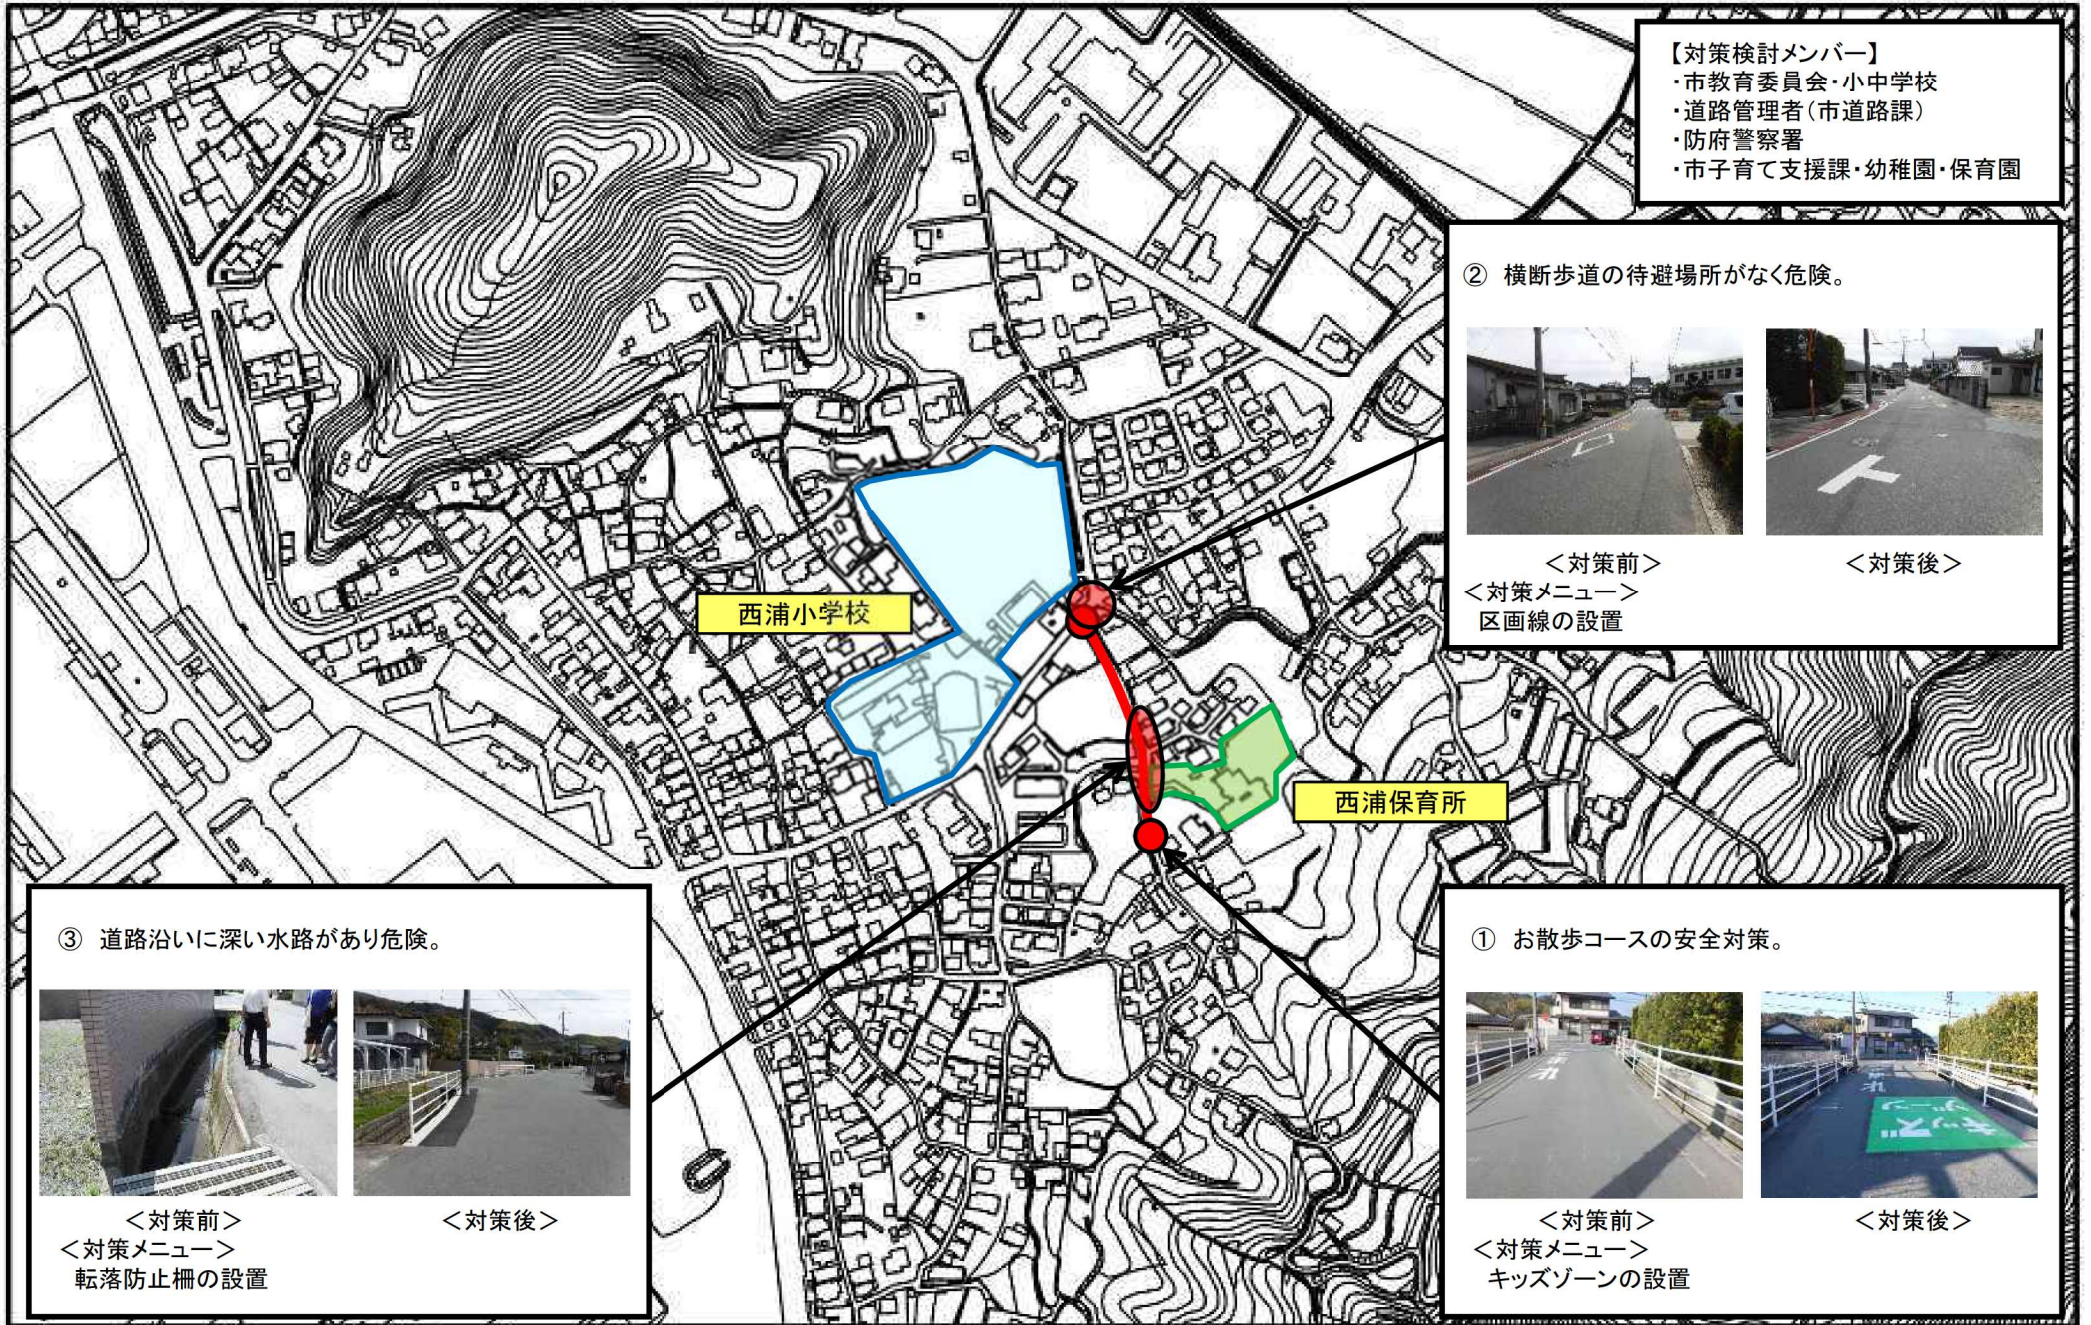 【対策検討メンバー】
・市教育委員会・小中学校
・道路管理者(市道路課)
・防府警察署
・市子育て支援課・幼稚園・保育園
② 横断歩道の待避場所がなく危険。
＜対策前＞
＜対策後＞
＜対策メニュー＞
区画線の設置
西浦小学校
西浦保育所
③ 道路沿いに深い水路があり危険。
＜対策前＞
＜対策後＞
＜対策メニュー＞
転落防止柵の設置
① お散歩コースの安全対策。
キッズ
ゾーン
＜対策前＞
＜対策後＞
＜対策メニュー＞
キッズゾーンの設置